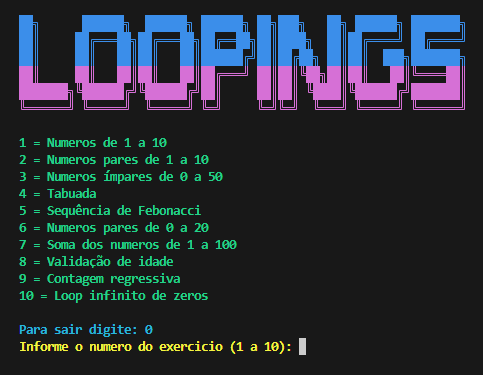 LOOPINGS
1 = Numeros de 1 a 10
2 = Numeros pares de 1 a 10
3 = Numeros ímpares de 0 a 50
4 = Tabuada
5 = Sequência de Febonacci
6 = Numeros pares de 0 a 20
7 = Soma dos numeros de 1 a 100
8 = Validação de idade
9 = Contagem regressiva
10 = Loop infinito de zeros
Para sair digite: 0
Informe o numero do exercicio (1 a 10):